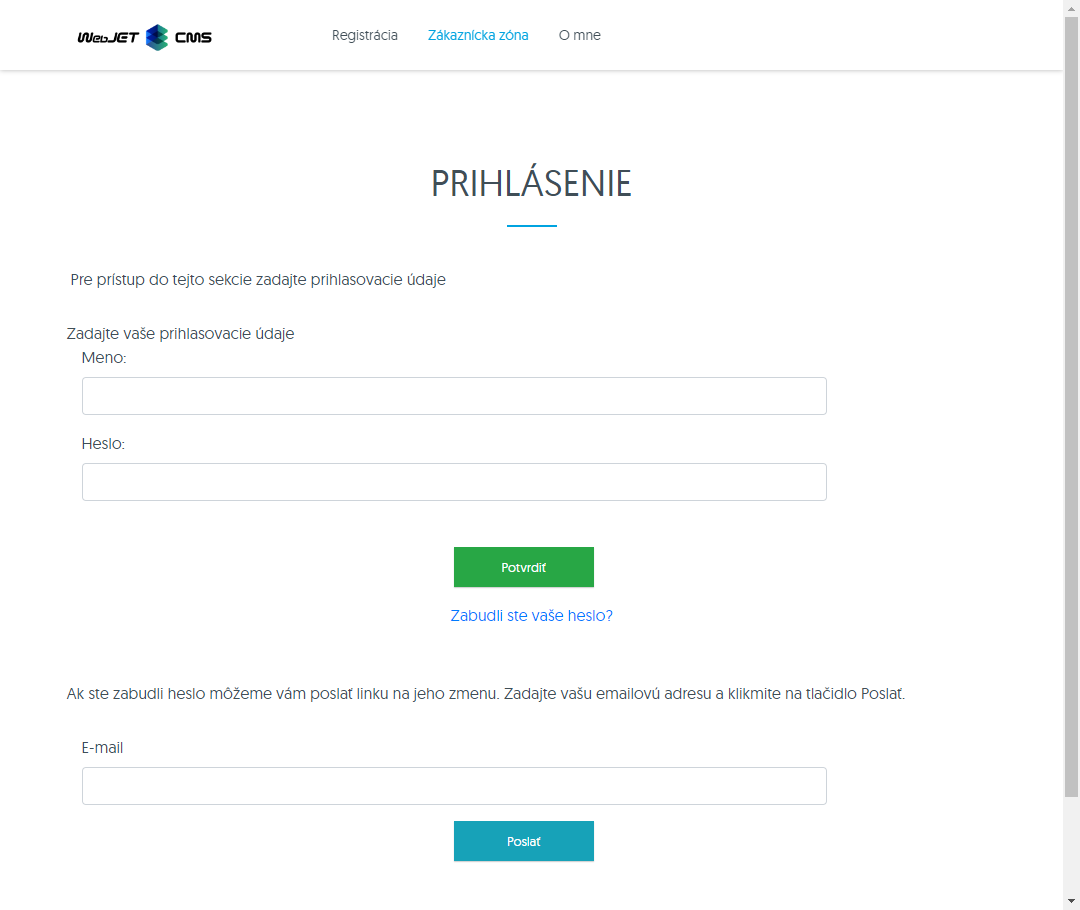 WebJET CMS
Registrácia Zákaznícka zóna O mne
PRIHLÁSENIE
Pre prístup do tejto sekcie zadajte prihlasovacie údaje
Zadajte vaše prihlasovacie údaje
Meno:
Heslo:
Potvrdiť
Zabudli ste vaše heslo?
Ak ste zabudli heslo môžeme vám poslať linku na jeho zmenu. Zadajte vašu emailovú adresu a klikmite na tlačidlo Poslať.
E-mail
Poslať